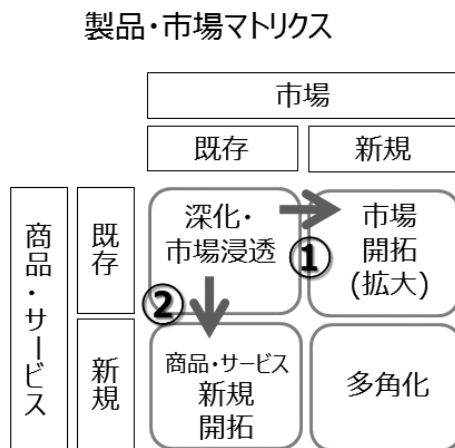 製品・市場マトリクス
市場
既存
新規
商品・サービス
既存
深化・
市場浸透
①
市場
開拓
(拡大)
②
新規
商品・サービス
新規
開拓
多角化